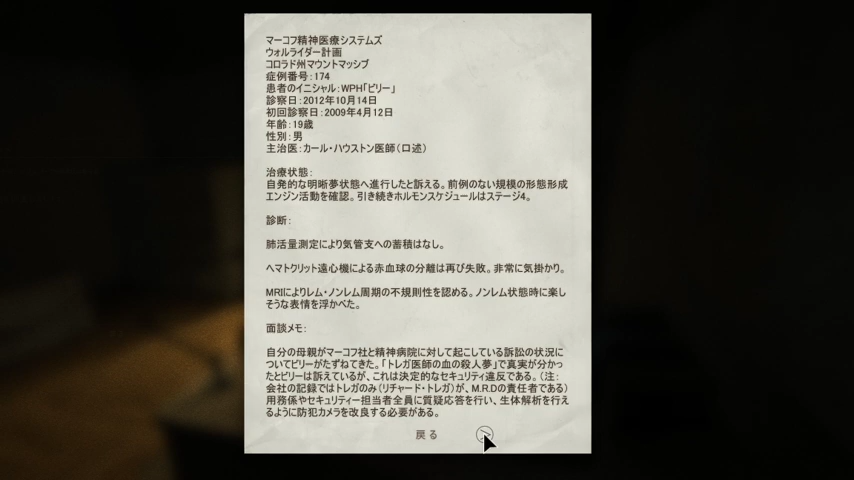 マーコフ精神医療システムズ
ウォルライダー計画
コロラド州マウントマッシブ
症例番号:174
患者のイニシャル:WPH「ビリー」
診察日:2012年10月14日
初回診察日:2009年4月12日
年齢:19歳
性別:男
主治医:カール・ハウストン医師(口述)
治療状態:
自発的な明晰夢状態へ進行したと訴える。前例のない規模の形態形成
エンジン活動を確認。引き続きホルモンスケジュールはステージ4。
診断:
肺活量測定により気管支への蓄積はなし。
ヘマトクリット遠心機による赤血球の分離は再び失敗。非常に気掛かり。
MRIによりレム・ノンレム周期の不規則性を認める。ノンレム状態時に楽し
そうな表情を浮かべた。
面談メモ:
自分の母親がマーコフ社と精神病院に対して起こしている訴訟の状況に
ついてビリーがたずねてきた。「トレガ医師の血の殺人夢」で真実が分かっ
たとビリーは訴えているが、これは決定的なセキュリティ違反である。(注:
会社の記録ではトレガのみ(リチャード・トレガ)が、M.R.Dの責任者である)
用務係やセキュリティー担当者全員に質疑応答を行い、生体解析を行え
るように防犯カメラを改良する必要がある。
戻る